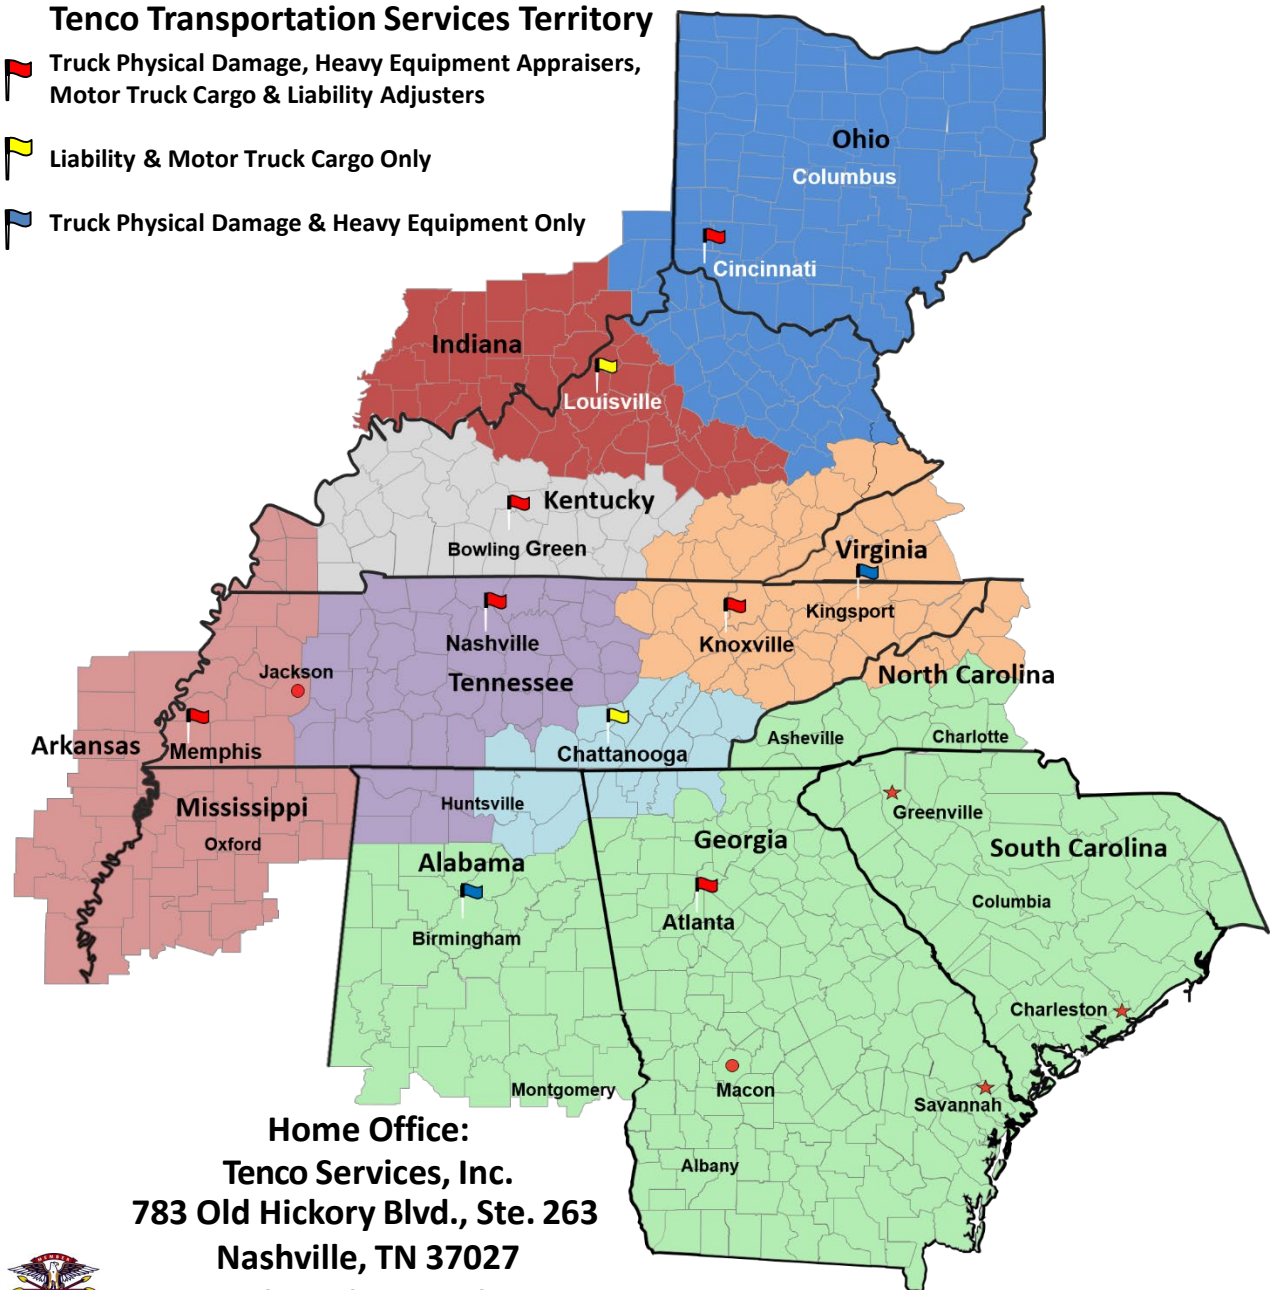 Tenco Transportation Services Territory
Truck Physical Damage, Heavy Equipment Appraisers,
Motor Truck Cargo & Liability Adjusters
Liability & Motor Truck Cargo Only
Truck Physical Damage & Heavy Equipment Only
Ohio
Columbus
Cincinnati
Indiana
Louisville
Kentucky
Bowling Green
Virginia
Kingsport
Nashville
Knoxville
Jackson
Tennessee
North Carolina
Arkansas
Memphis
Chattanooga
Asheville
Charlotte
Mississippi
Huntsville
Oxford
Greenville
Georgia
South Carolina
Alabama
Columbia
Atlanta
Birmingham
Charleston
Montgomery
Macon
Savannah
Albany
Home Office:
Tenco Services, Inc.
783 Old Hickory Blvd., Ste. 263
Nashville, TN 37027
MEMBER